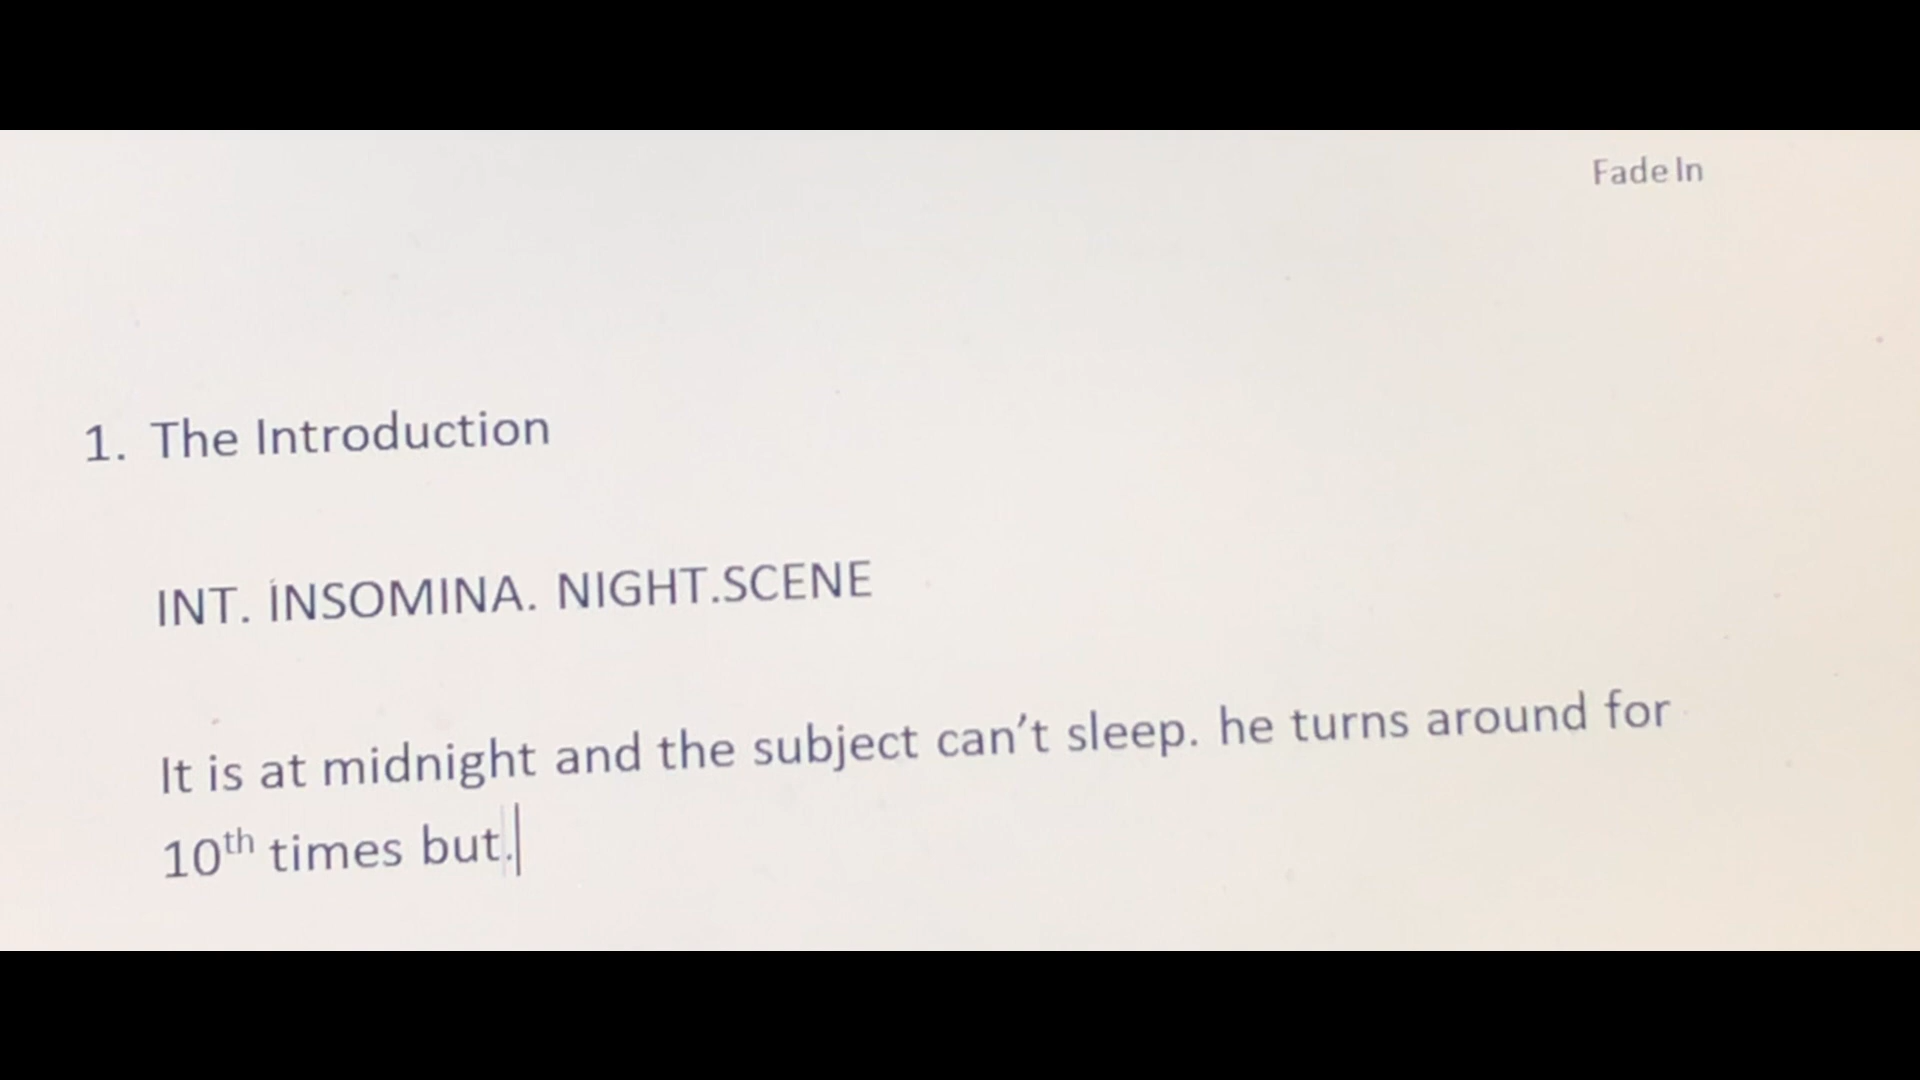 Fade In
1. The Introduction
INT. İNSOMINA. NIGHT.SCENE
It is at midnight and the subject can't sleep. he turns around for
10th times but.